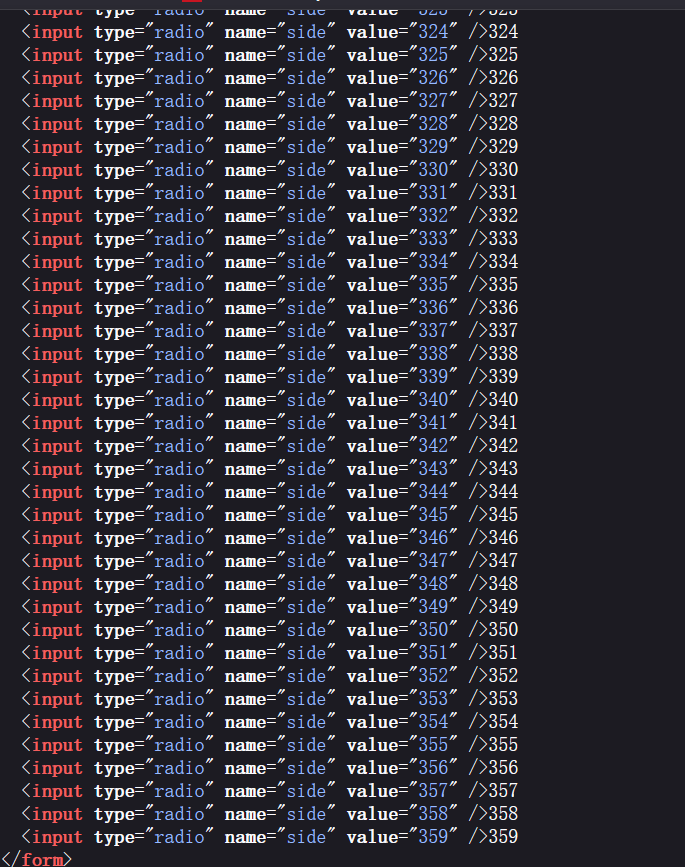 <input type="radio" name="side" value="323" />323
<input type="radio" name="side" value="324" />324
<input type="radio" name="side" value="325" />325
<input type="radio" name="side" value="326" />326
<input type="radio" name="side" value="327" />327
<input type="radio" name="side" value="328" />328
<input type="radio" name="side" value="329" />329
<input type="radio" name="side" value="330" />330
<input type="radio" name="side" value="331" />331
<input type="radio" name="side" value="332" />332
<input type="radio" name="side" value="333" />333
<input type="radio" name="side" value="334" />334
<input type="radio" name="side" value="335" />335
<input type="radio" name="side" value="336" />336
<input type="radio" name="side" value="337" />337
<input type="radio" name="side" value="338" />338
<input type="radio" name="side" value="339" />339
<input type="radio" name="side" value="340" />340
<input type="radio" name="side" value="341" />341
<input type="radio" name="side" value="342" />342
<input type="radio" name="side" value="343" />343
<input type="radio" name="side" value="344" />344
<input type="radio" name="side" value="345" />345
<input type="radio" name="side" value="346" />346
<input type="radio" name="side" value="347" />347
<input type="radio" name="side" value="348" />348
<input type="radio" name="side" value="349" />349
<input type="radio" name="side" value="350" />350
<input type="radio" name="side" value="351" />351
<input type="radio" name="side" value="352" />352
<input type="radio" name="side" value="353" />353
<input type="radio" name="side" value="354" />354
<input type="radio" name="side" value="355" />355
<input type="radio" name="side" value="356" />356
<input type="radio" name="side" value="357" />357
<input type="radio" name="side" value="358" />358
<input type="radio" name="side" value="359" />359
</form>